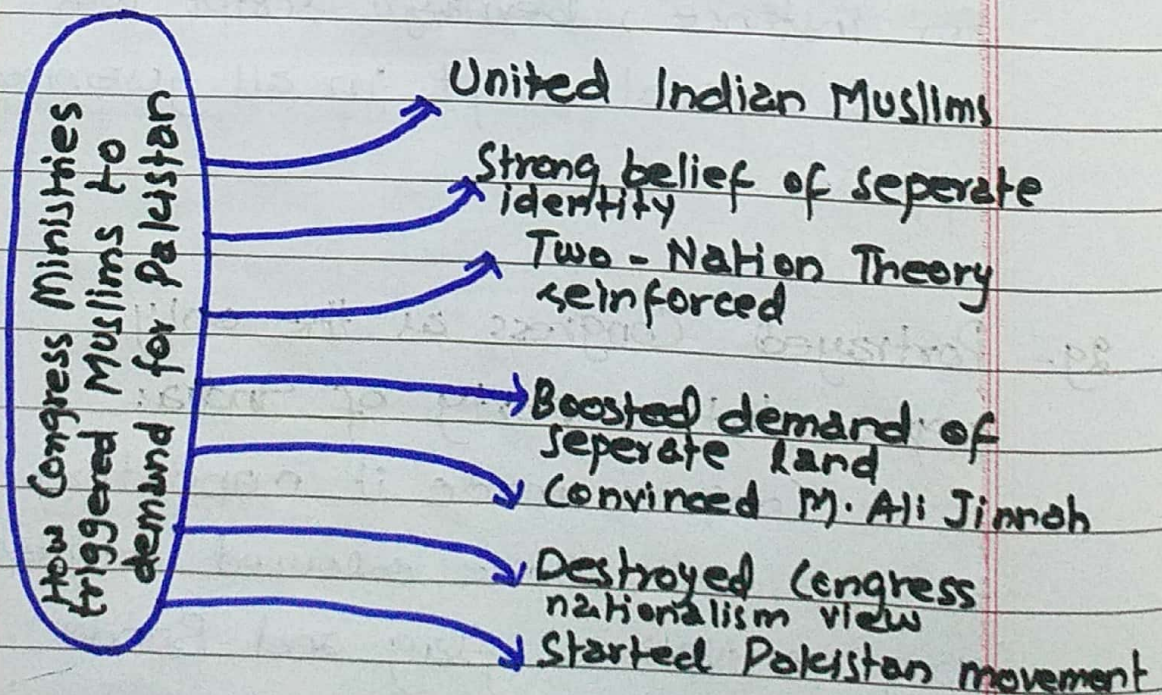 How Congress Ministries
triggered Muslims to
demand for Pakistan
United Indian Muslims
Strong belief of seperate
identity
Two - Nation Theory
reinforced
Boosted demand of
seperate land
Convinced M. Ali Jinnah
Destroyed Congress
nationalism view
Started Pakistan movement